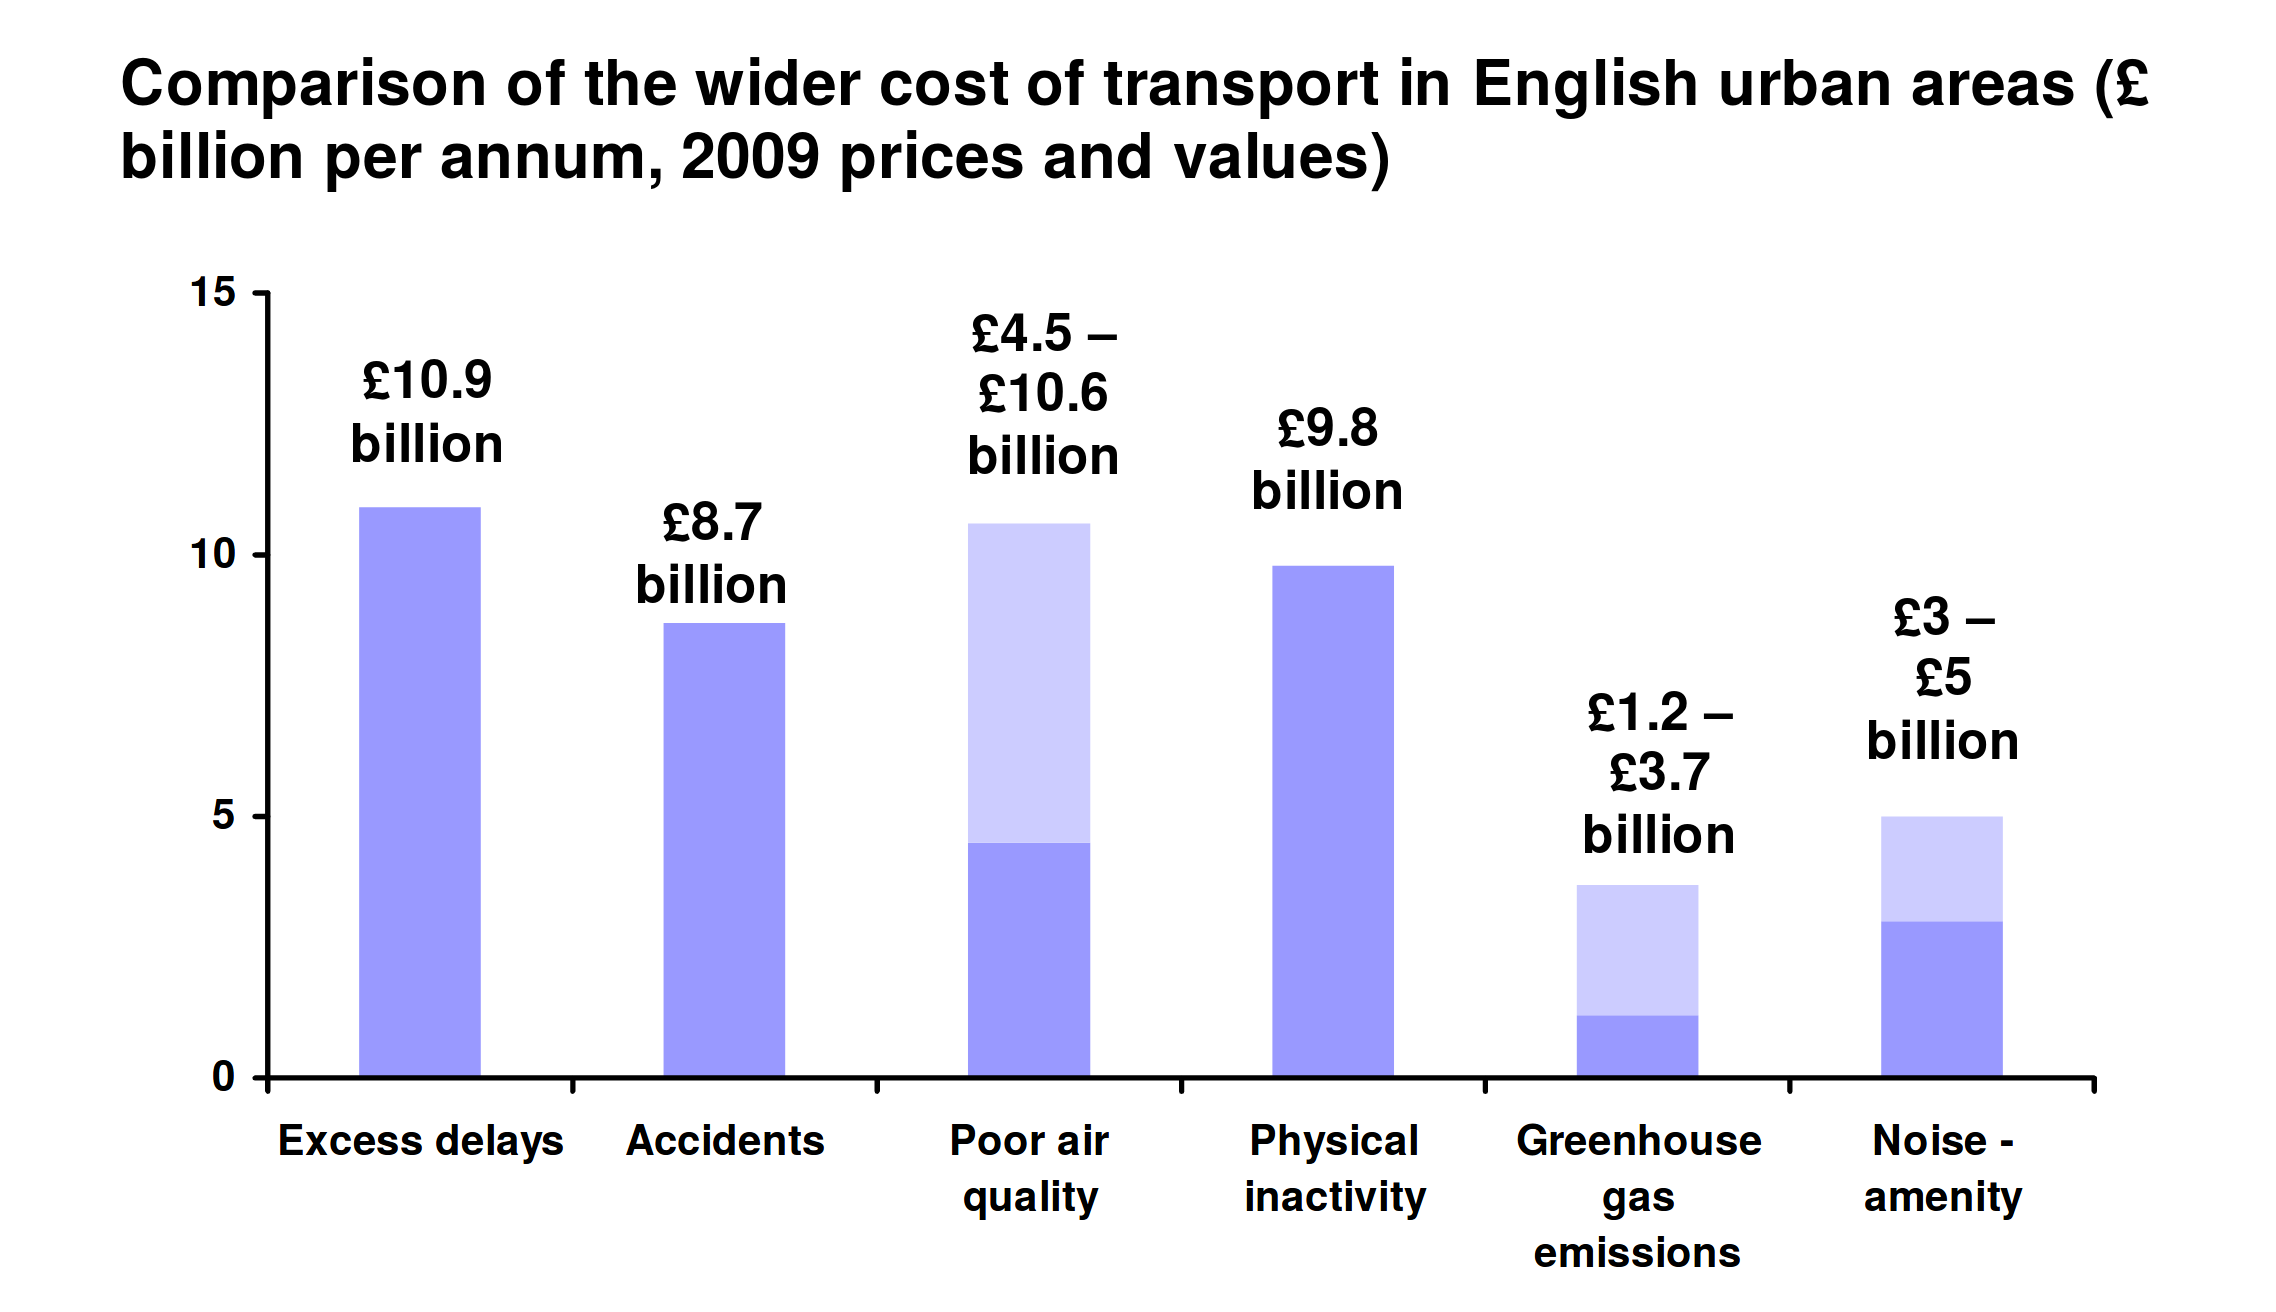 Comparison of the wider cost of transport in English urban areas (£
billion per annum, 2009 prices and values)
15
10
5
0
£10.9
billion
£8.7
billion
£4.5 –
£10.6
billion
£9.8
billion
£1.2 –
£3.7
billion
£3 –
£5
billion
Excess delays
Accidents
Poor air
quality
Physical
inactivity
Greenhouse
gas
emissions
Noise -
amenity